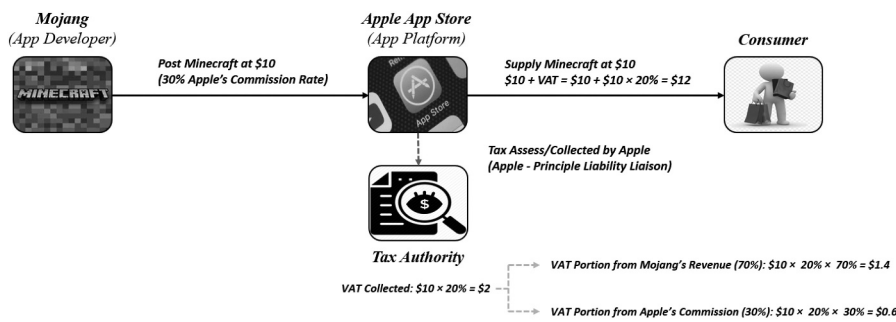 Mojang
(App Developer)
MINECRAFT
Post Minecraft at $10
(30% Apple's Commission Rate)
Apple App Store
(App Platform)
App Store
Supply Minecraft at $10
$10 + VAT = $10 + $10 × 20% = $12
Consumer
Tax Assess/Collected by Apple
(Apple - Principle Liability Liaison)
$
Tax Authority
VAT Collected: $10 × 20% = $2
VAT Portion from Mojang's Revenue (70%): $10 × 20% × 70% = $1.4
VAT Portion from Apple's Commission (30%): $10 × 20% × 30% = $0.6